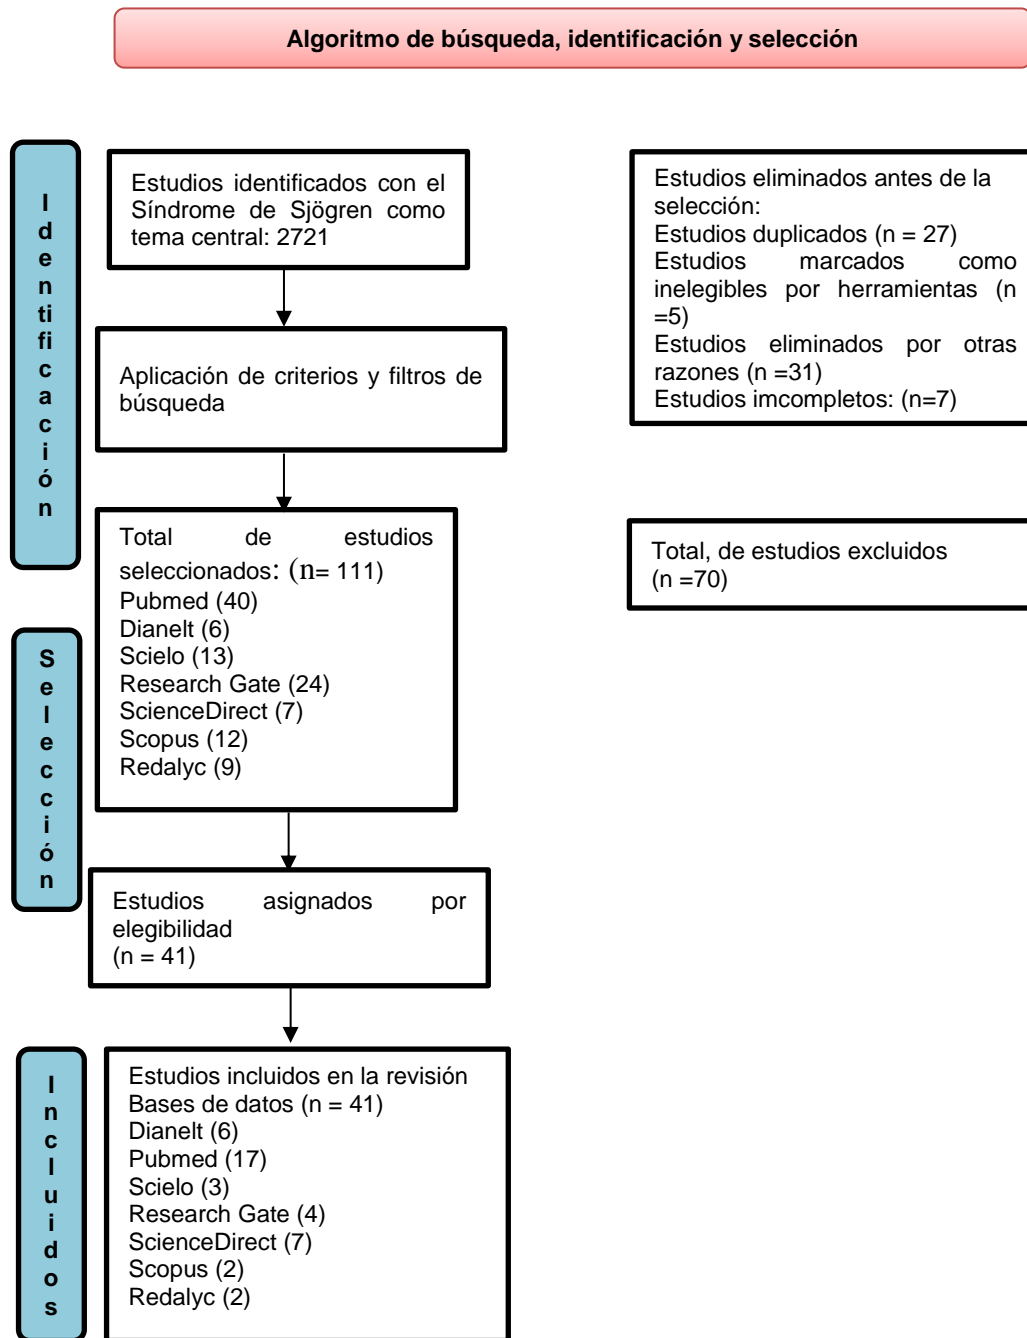 Algoritmo de búsqueda, identificación y selección
Identificación
Estudios identificados con el
Síndrome de Sjögren como
tema central: 2721
Estudios eliminados antes de la
selección:
Estudios duplicados (n = 27)
Estudios marcados como
inelegibles por herramientas (n
=5)
Estudios eliminados por otras
razones (n =31)
Estudios imcompletos: (n=7)
Aplicación de criterios y filtros de
búsqueda
Total de estudios
seleccionados: (n= 111)
Pubmed (40)
Dianelt (6)
Scielo (13)
Research Gate (24)
ScienceDirect (7)
Scopus (12)
Redalyc (9)
Total, de estudios excluidos
(n =70)
Selección
Estudios asignados por
elegibilidad
(n = 41)
Incluidos
Estudios incluidos en la revisión
Bases de datos (n = 41)
Dianelt (6)
Pubmed (17)
Scielo (3)
Research Gate (4)
ScienceDirect (7)
Scopus (2)
Redalyc (2)